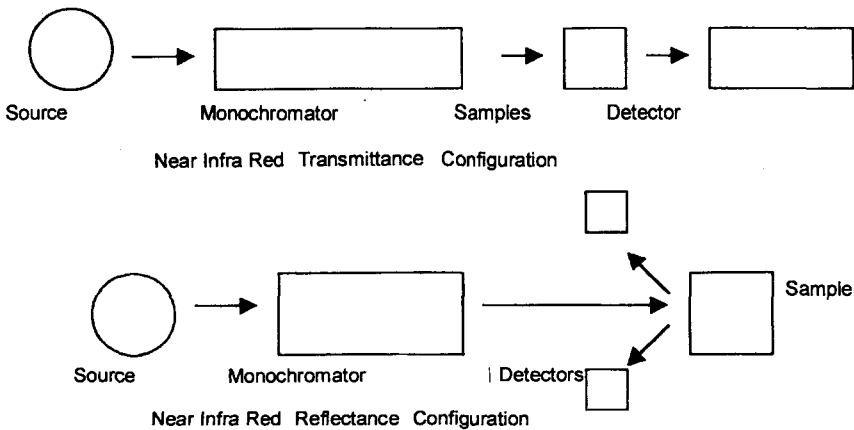 Source Monochromator Samples Detector
Near Infra Red Transmittance Configuration
Sample
Source Monochromator Detectors
Near Infra Red Reflectance Configuration